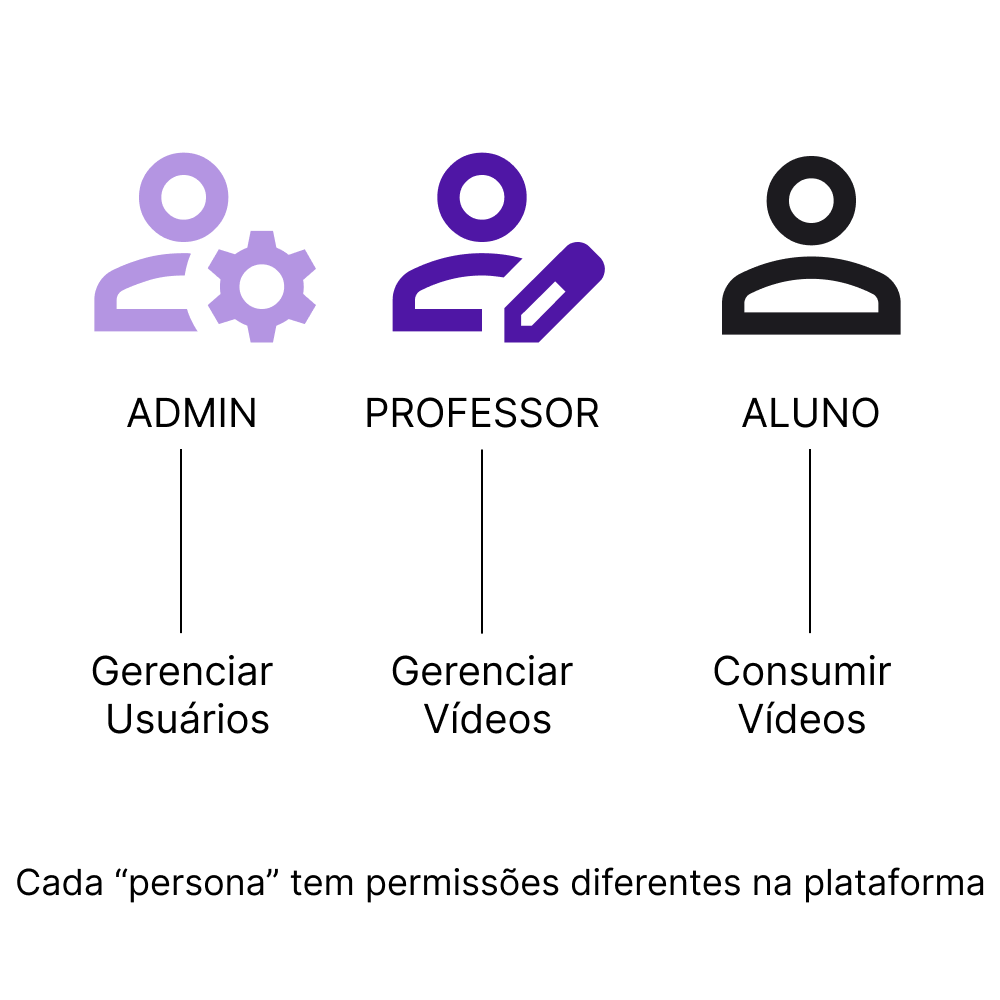 ADMIN
PROFESSOR
ALUNO
Gerenciar
Usuários
Gerenciar
Vídeos
Consumir
Vídeos
Cada “persona” tem permissões diferentes na plataforma